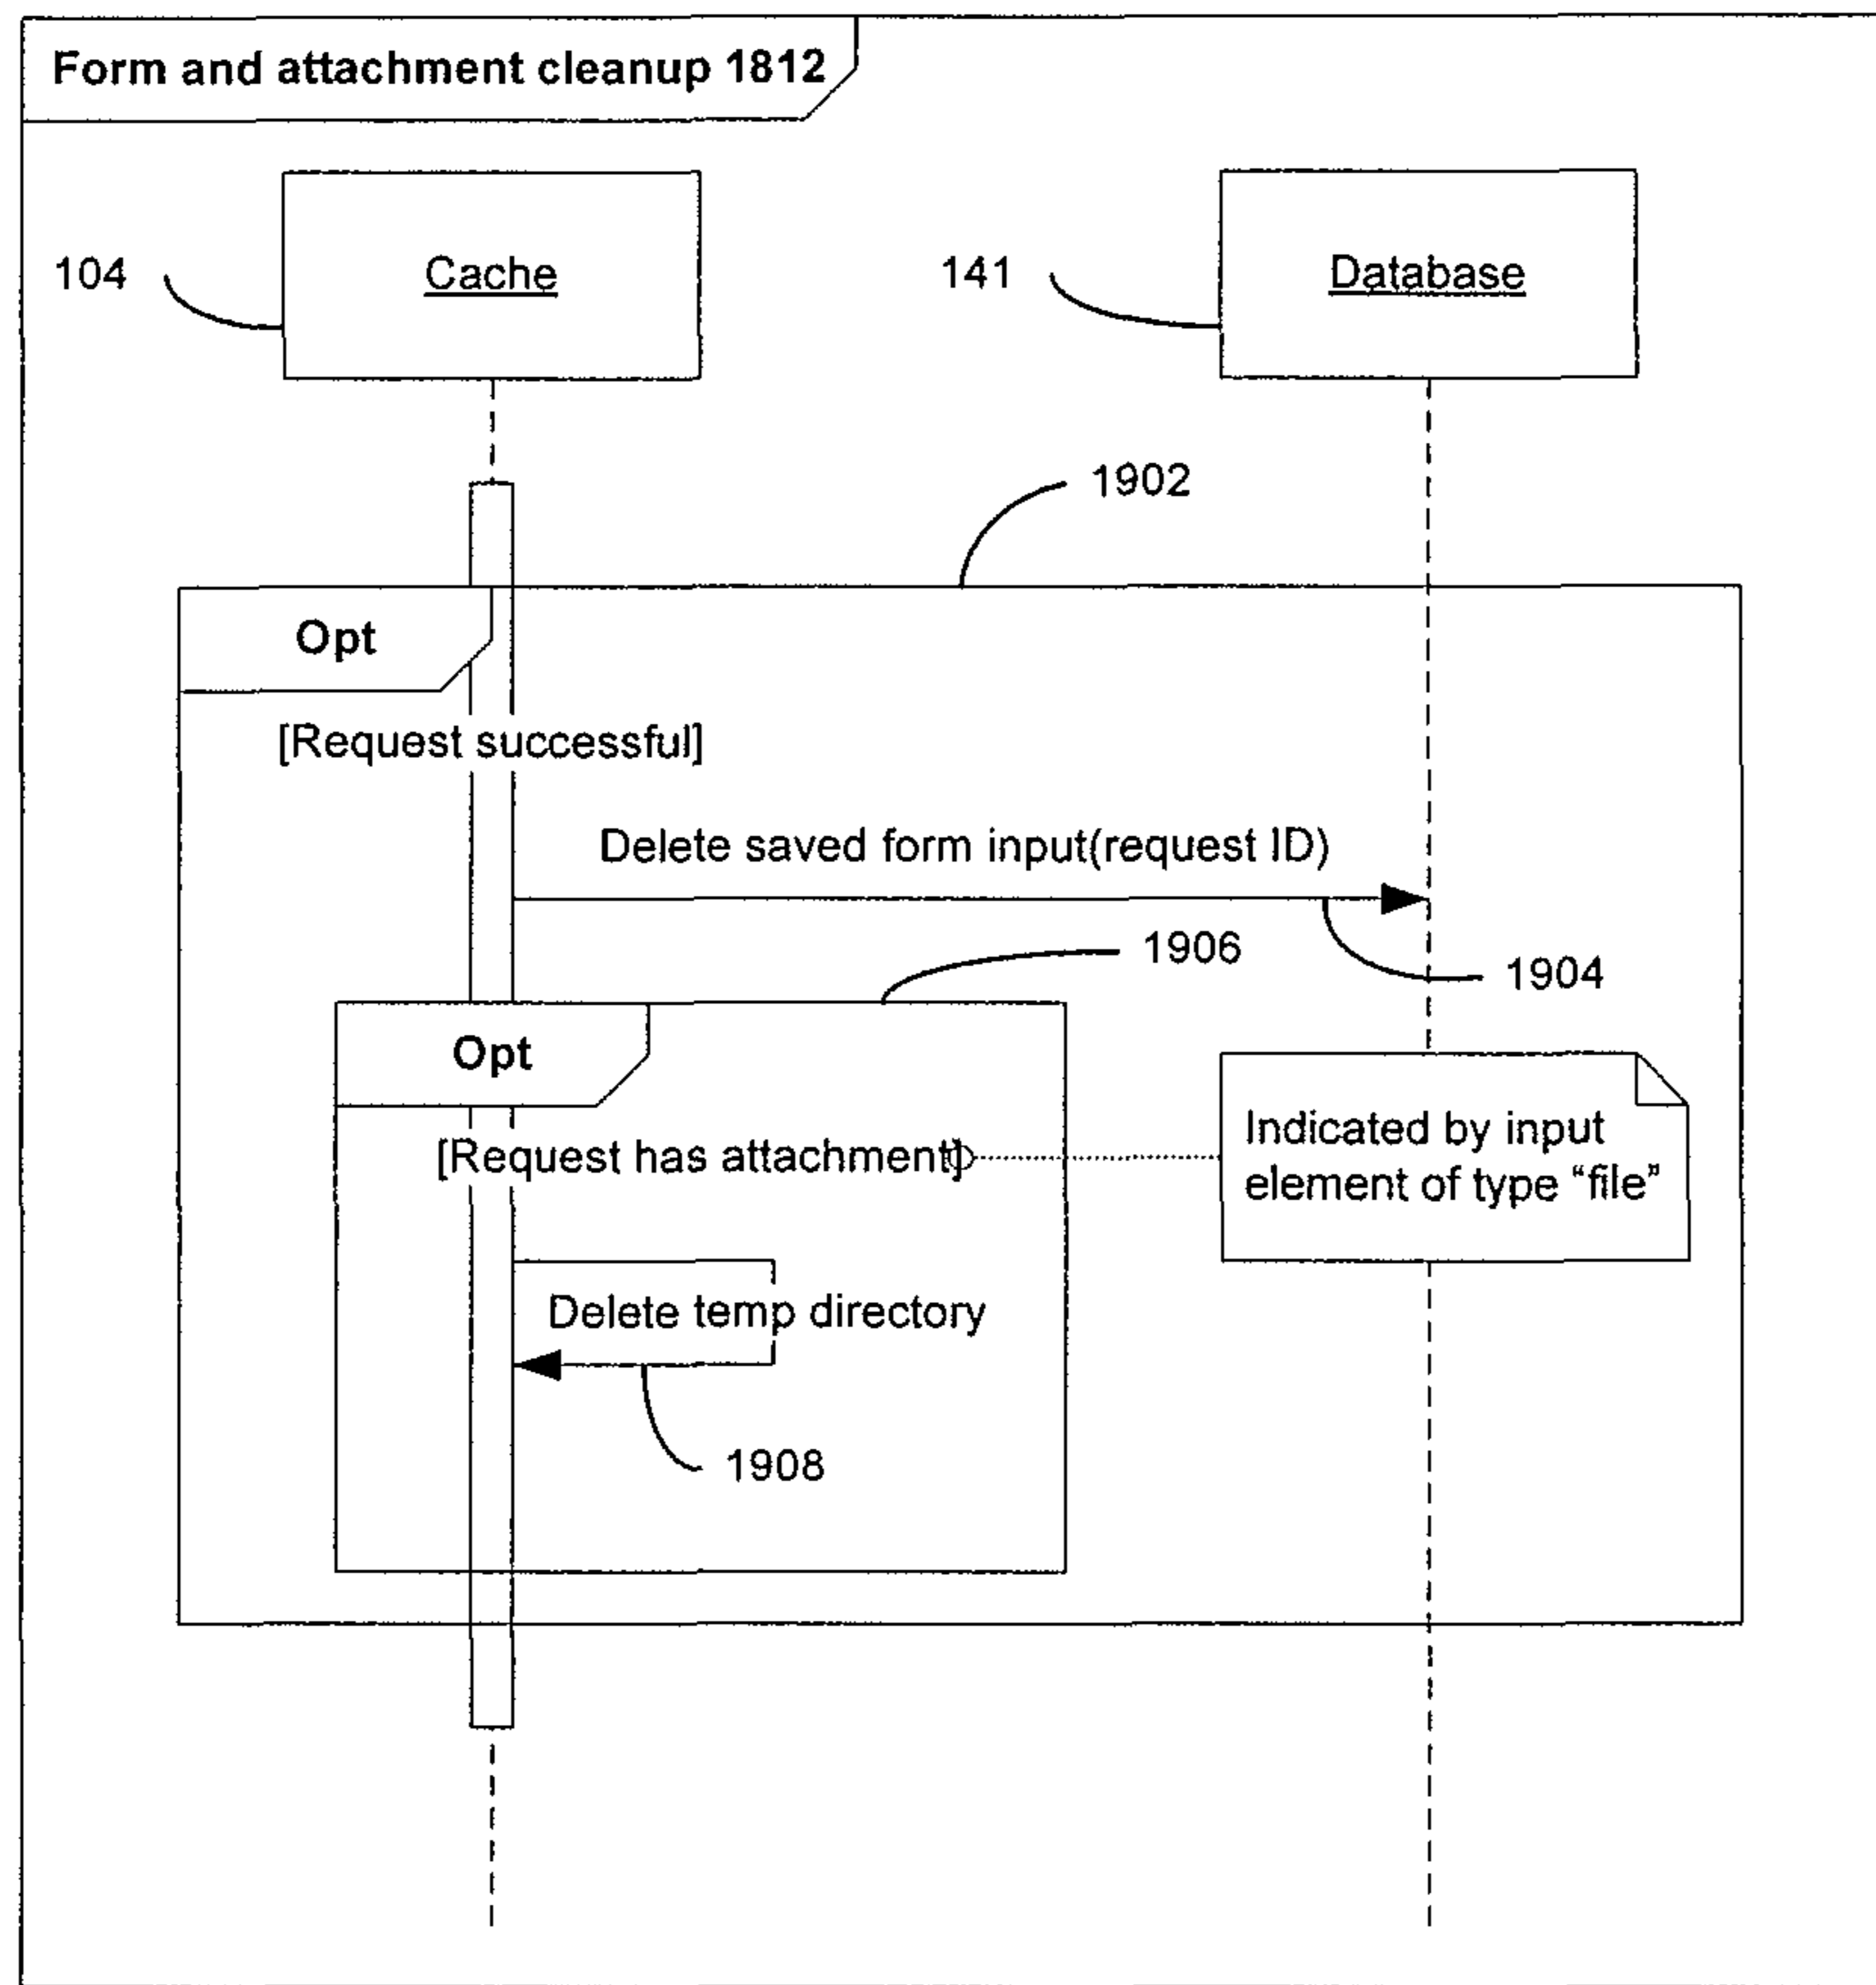 Form and attachment cleanup 1812
104
Cache
141
Database
1902
Opt
[Request successful]
Delete saved form input(request ID)
1906
1904
Opt
[Request has attachment]
Indicated by input
element of type “file”
Delete temp directory
1908